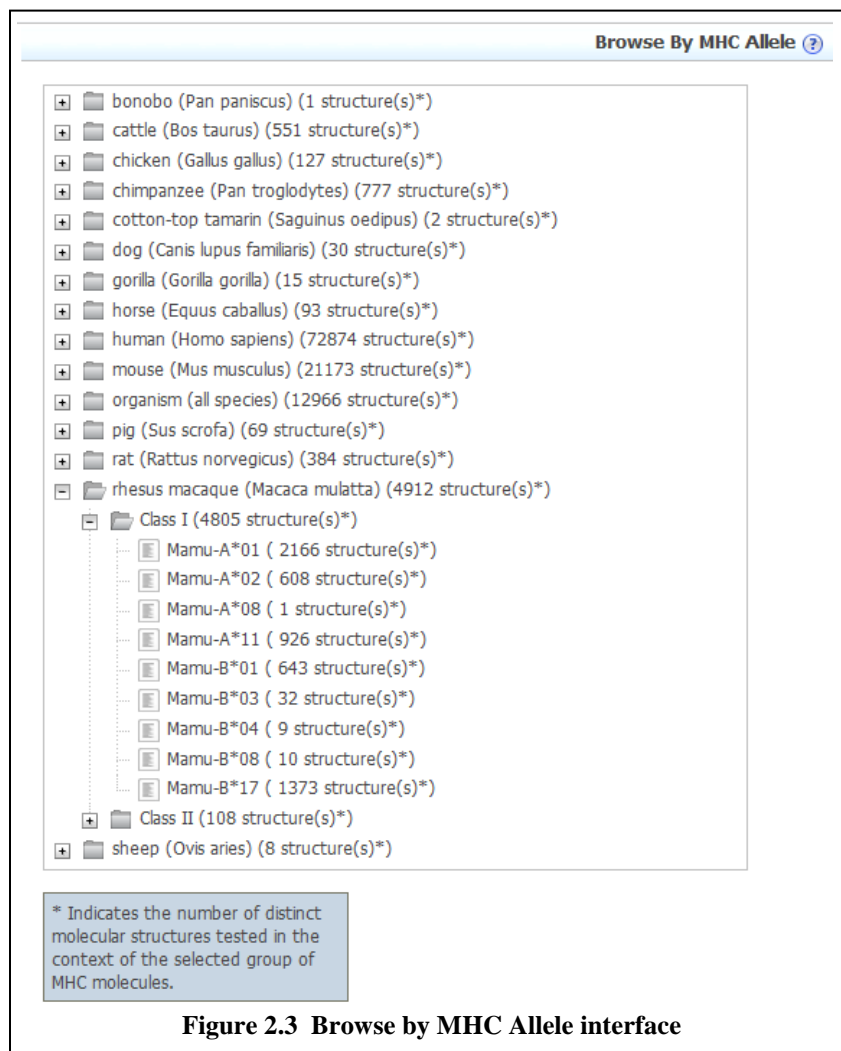 Browse By MHC Allele ?
+ bonobo (Pan paniscus) (1 structure(s)*)
+ cattle (Bos taurus) (551 structure(s)*)
+ chicken (Gallus gallus) (127 structure(s)*)
+ chimpanzee (Pan troglodytes) (777 structure(s)*)
+ cotton-top tamarin (Saguinus oedipus) (2 structure(s)*)
+ dog (Canis lupus familiaris) (30 structure(s)*)
+ gorilla (Gorilla gorilla) (15 structure(s)*)
+ horse (Equus caballus) (93 structure(s)*)
+ human (Homo sapiens) (72874 structure(s)*)
+ mouse (Mus musculus) (21173 structure(s)*)
+ organism (all species) (12966 structure(s)*)
+ pig (Sus scrofa) (69 structure(s)*)
+ rat (Rattus norvegicus) (384 structure(s)*)
- rhesus macaque (Macaca mulatta) (4912 structure(s)*)
- Class I (4805 structure(s)*)
Mamu-A*01 ( 2166 structure(s)*)
Mamu-A*02 ( 608 structure(s)*)
Mamu-A*08 ( 1 structure(s)*)
Mamu-A*11 ( 926 structure(s)*)
Mamu-B*01 ( 643 structure(s)*)
Mamu-B*03 ( 32 structure(s)*)
Mamu-B*04 ( 9 structure(s)*)
Mamu-B*08 ( 10 structure(s)*)
Mamu-B*17 ( 1373 structure(s)*)
+ Class II (108 structure(s)*)
+ sheep (Ovis aries) (8 structure(s)*)
* Indicates the number of distinct
molecular structures tested in the
context of the selected group of
MHC molecules.
Figure 2.3 Browse by MHC Allele interface